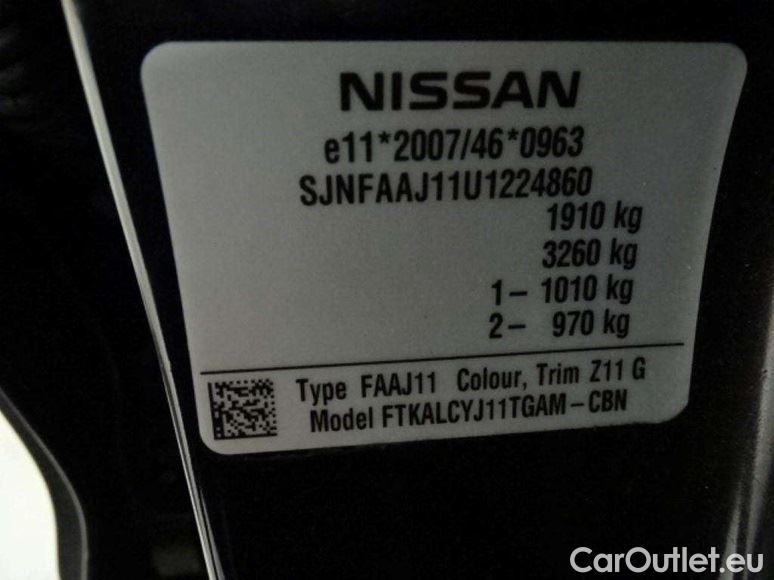 NISSAN
e11*2007/46*0963
SJNFAAJ11U1224860
1910 kg
3260 kg
1– 1010 kg
2– 970 kg
Type FAAJ11 Colour, Trim Z11 G
Model FTKALCYJ11TGAM–CBN
CarOutlet.eu